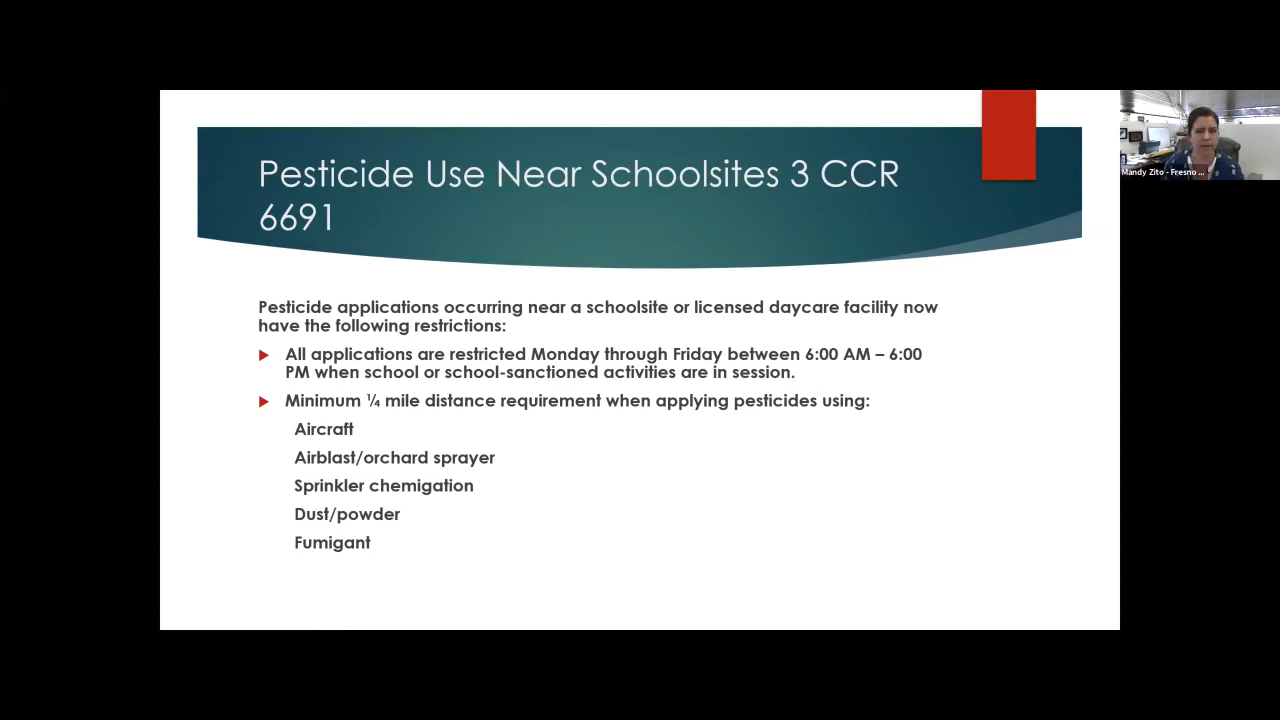 Pesticide Use Near Schoolsites 3 CCR
6691
Pesticide applications occurring near a schoolsite or licensed daycare facility now
have the following restrictions:
All applications are restricted Monday through Friday between 6:00 AM – 6:00
PM when school or school-sanctioned activities are in session.
Minimum ¼ mile distance requirement when applying pesticides using:
Aircraft
Airblast/orchard sprayer
Sprinkler chemigation
Dust/powder
Fumigant
Mandy Zito - Fresno ...